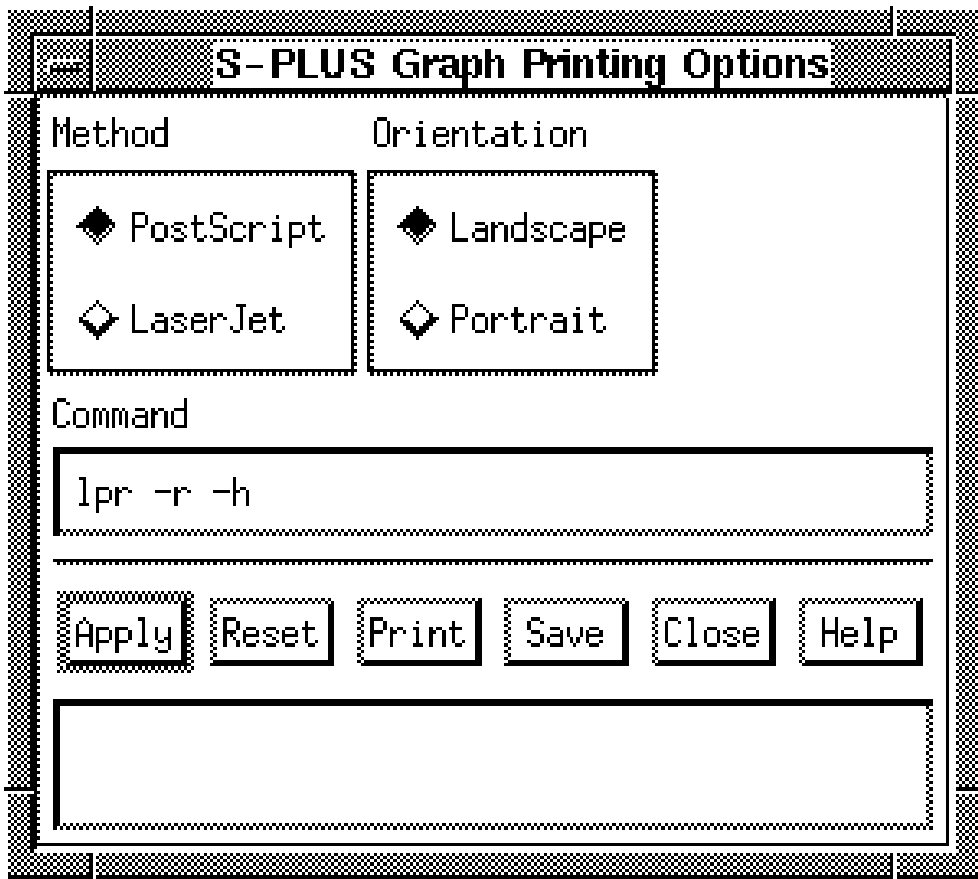 S-PLUS Graph Printing Options
Method Orientation
PostScript Landscape
LaserJet Portrait
Command
lpr -r -h
Apply Reset Print Save Close Help